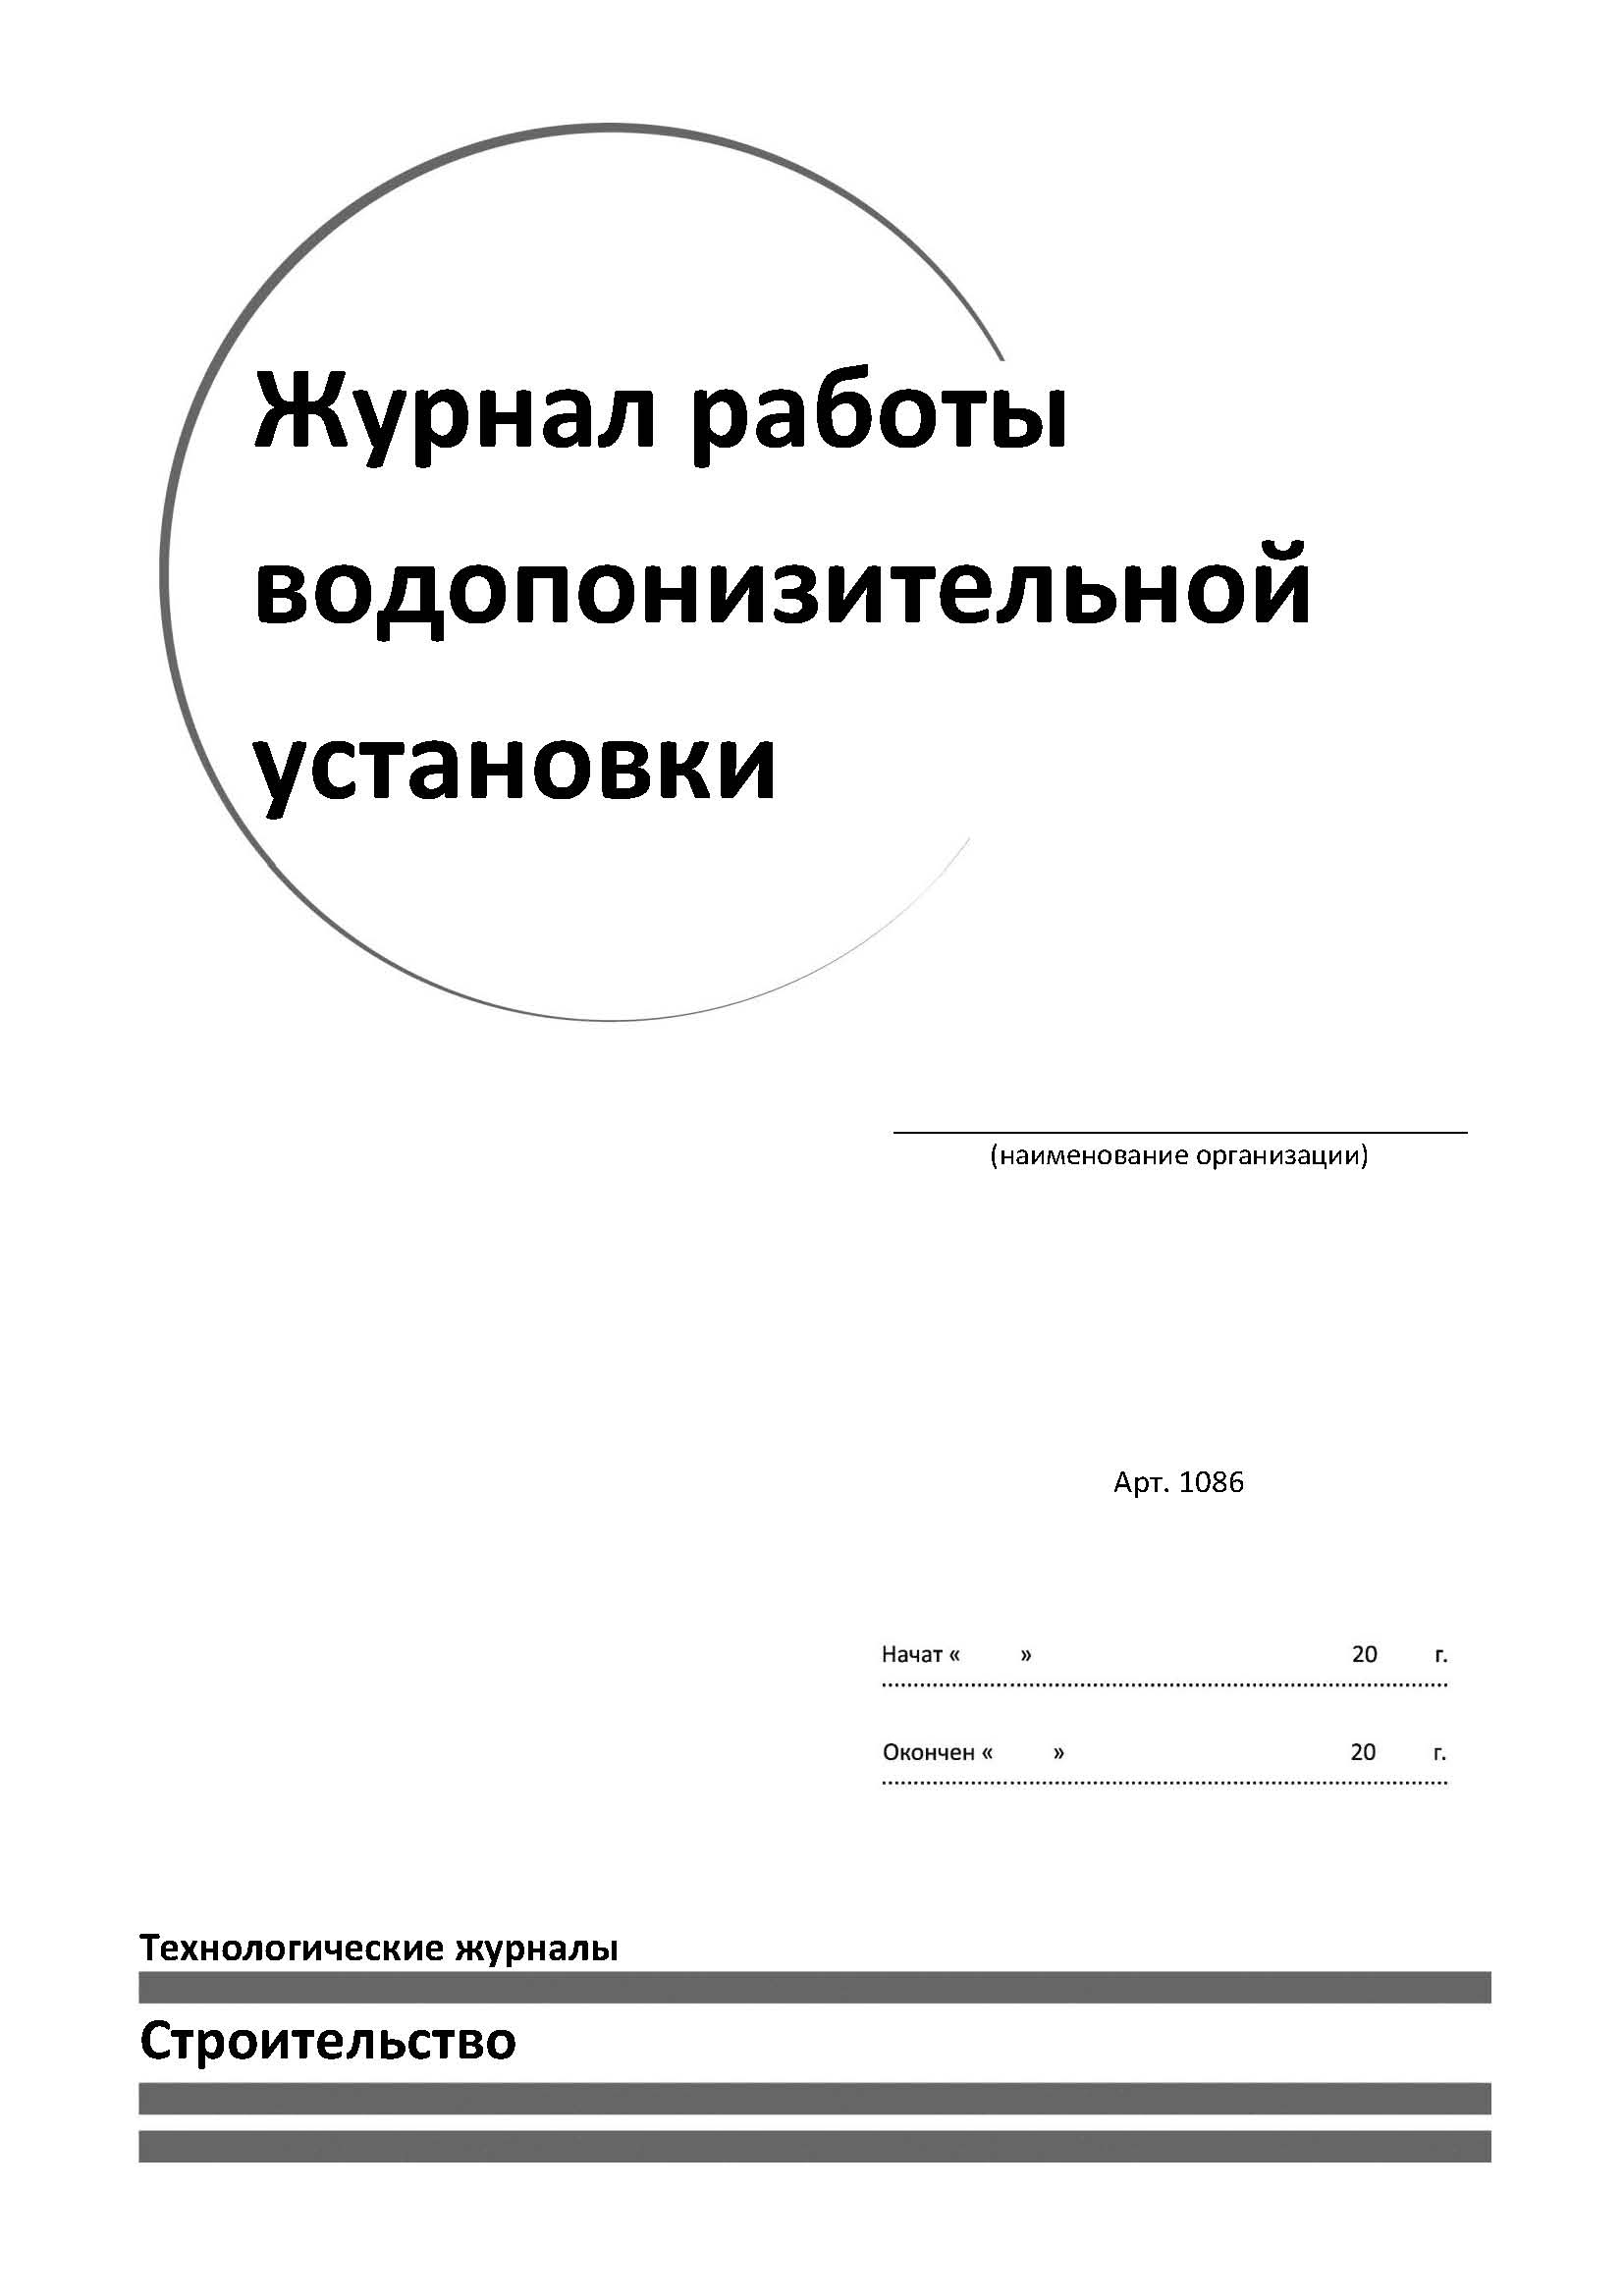 Журнал работы
водопонизительной
установки
(наименование организации)
Арт. 1086
Начат « » 20 г.
Окончен « » 20 г.
Технологические журналы
Строительство